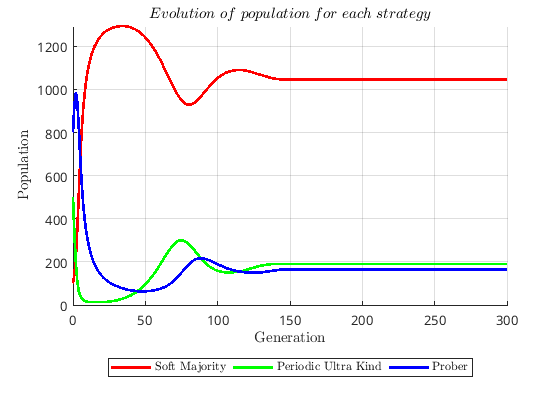 Evolution of population for each strategy
1200
1000
800
600
400
200
0
Population
0 50 100 150 200 250 300
Generation
Soft Majority Periodic Ultra Kind Prober